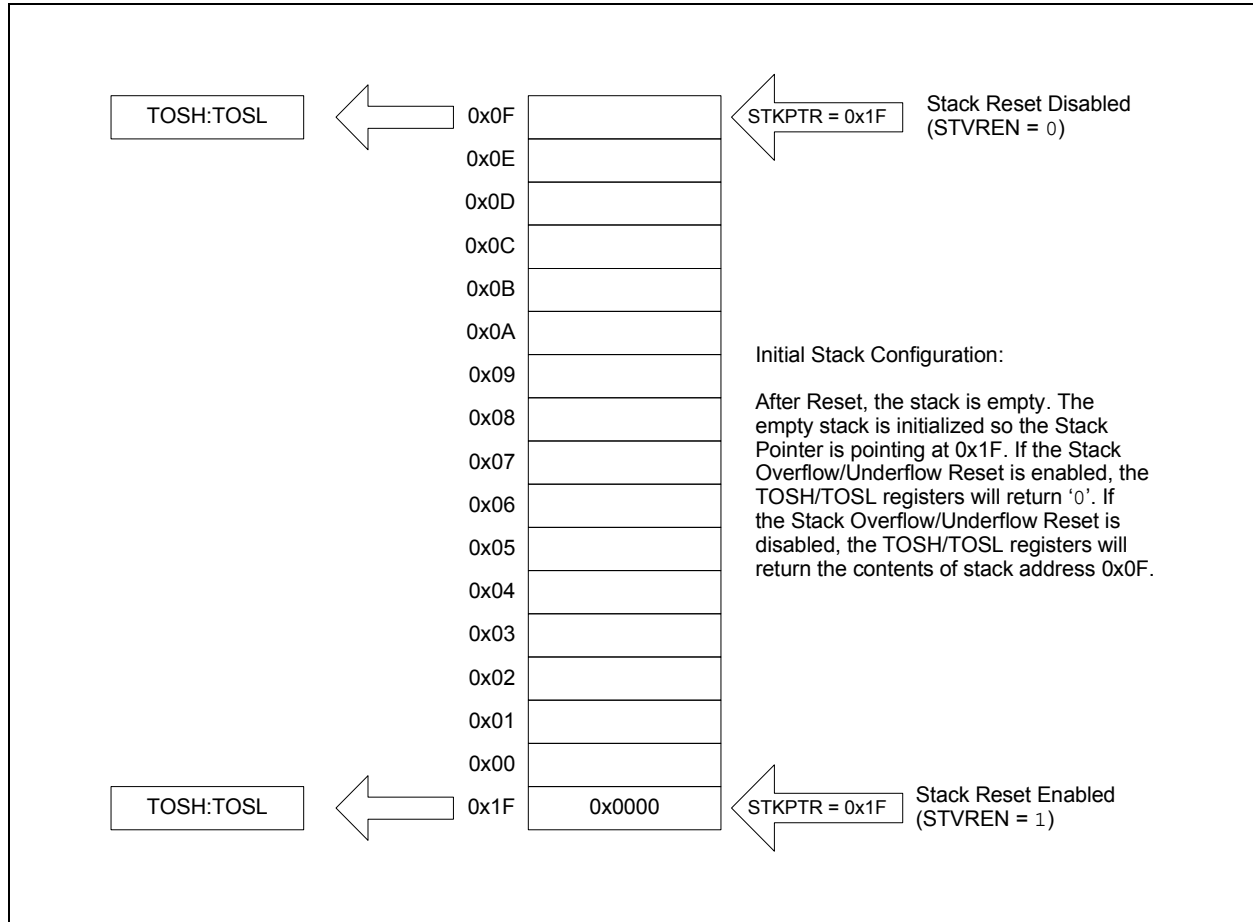 TOSH:TOSL
0x0F
STKPTR = 0x1F
Stack Reset Disabled
(STVREN = 0)
0x0E
0x0D
0x0C
0x0B
0x0A
0x09
0x08
0x07
0x06
0x05
0x04
0x03
0x02
0x01
0x00
Initial Stack Configuration:
After Reset, the stack is empty. The
empty stack is initialized so the Stack
Pointer is pointing at 0x1F. If the Stack
Overflow/Underflow Reset is enabled, the
TOSH/TOSL registers will return ‘0’. If
the Stack Overflow/Underflow Reset is
disabled, the TOSH/TOSL registers will
return the contents of stack address 0x0F.
TOSH:TOSL
0x1F
0x0000
STKPTR = 0x1F
Stack Reset Enabled
(STVREN = 1)